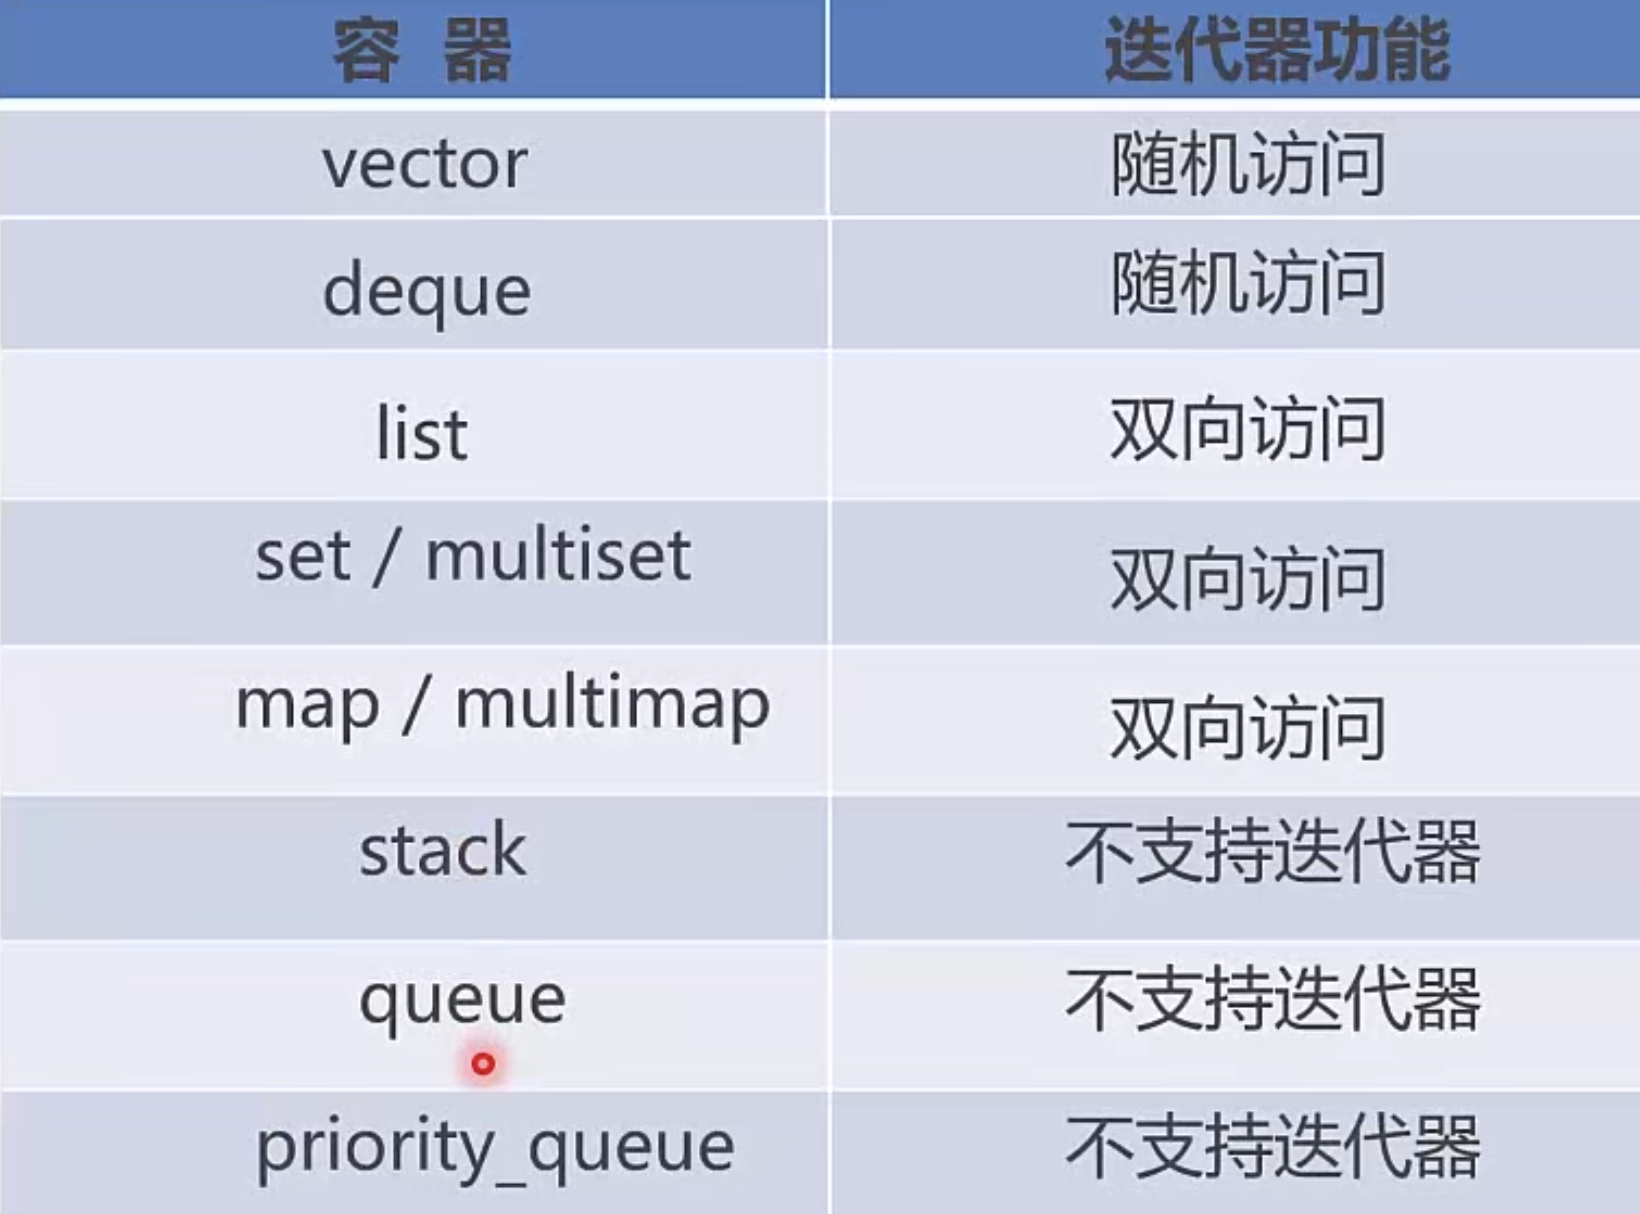 容 器 迭代器功能
vector 随机访问
deque 随机访问
list 双向访问
set / multiset 双向访问
map / multimap 双向访问
stack 不支持迭代器
queue 不支持迭代器
priority_queue 不支持迭代器